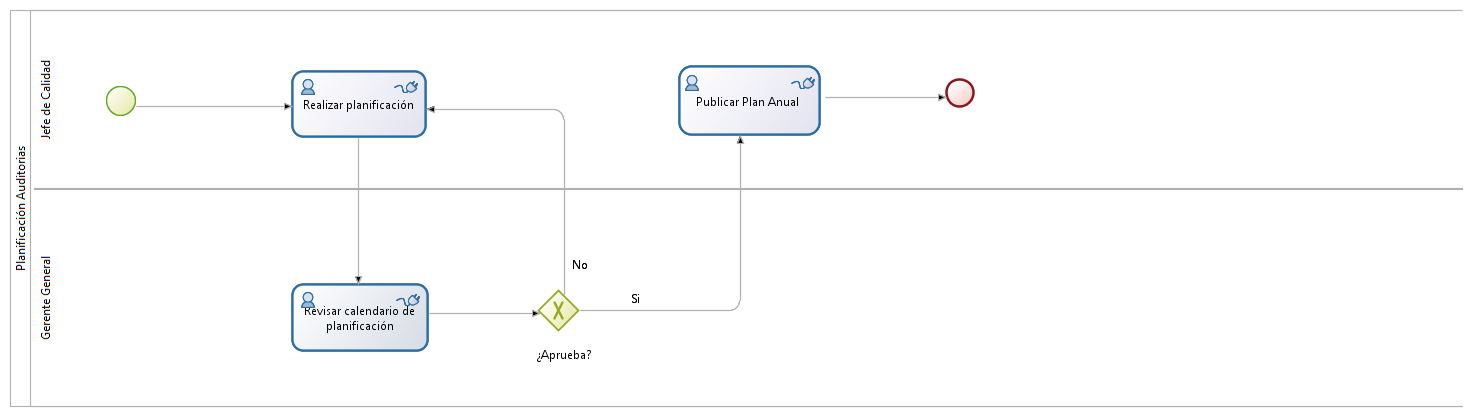 Planificación Auditorias
Jefe de Calidad
Realizar planificación
Publicar Plan Anual
Gerente General
Revisar calendario de
planificación
No
Si
¿Aprueba?